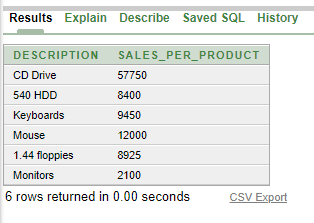 Results Explain Describe Saved SQL History
DESCRIPTION SALES_PER_PRODUCT
CD Drive 57750
540 HDD 8400
Keyboards 9450
Mouse 12000
1.44 floppies 8925
Monitors 2100
6 rows returned in 0.00 seconds CSV Export